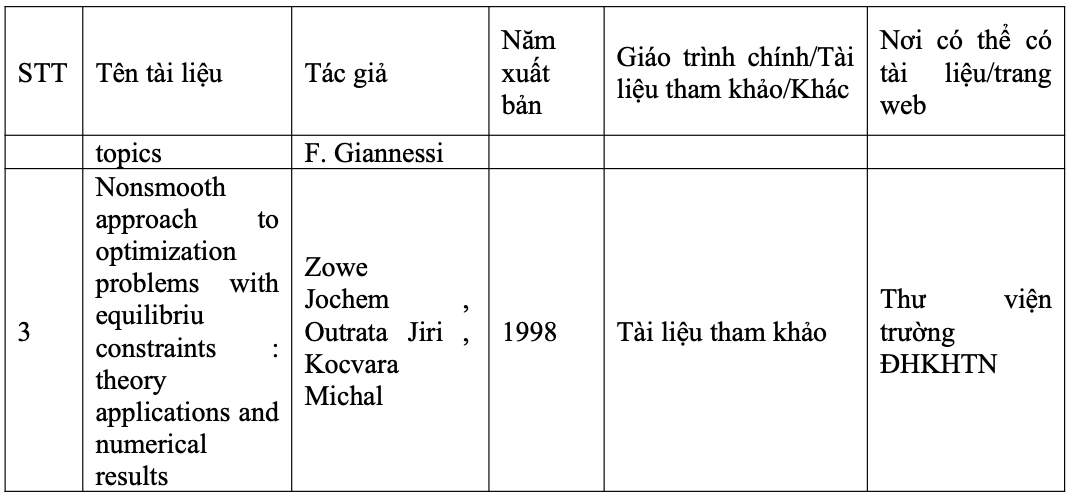 STT
Tên tài liệu
Tác giả
Năm
xuất
bản
Giáo trình chính/Tài
liệu tham khảo/Khác
Nơi có thể có
tài liệu/trang
web
topics
F. Giannessi
3
Nonsmooth
approach to
optimization
problems with
equilibriu
constraints :
theory
applications and
numerical
results
Zowe
Jochem ,
Outrata Jiri ,
Kocvara
Michal
1998
Tài liệu tham khảo
Thư viện
trường
ĐHKHTN